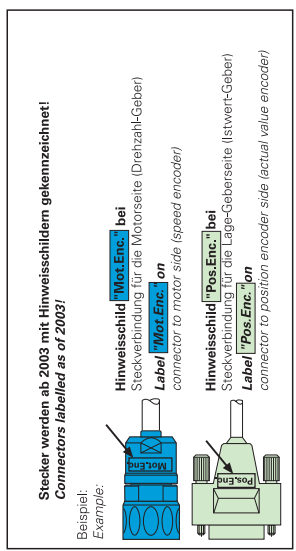 Stecker werden ab 2003 mit Hinweisschildern gekennzeichnet!
Connectors labelled as of 2003!
Beispiel:
Example:
Hinweisschild "Mot.Enc." bei
Steckverbindung für die Motorseite (Drehzahl-Geber)
Label "Mot.Enc." on
connector to motor side (speed encoder)
Mot.Enc.
Hinweisschild "Pos.Enc." bei
Steckverbindung für die Lage-Geberseite (Istwert-Geber)
Label "Pos.Enc." on
connector to position encoder side (actual value encoder)
Pos.Enc.